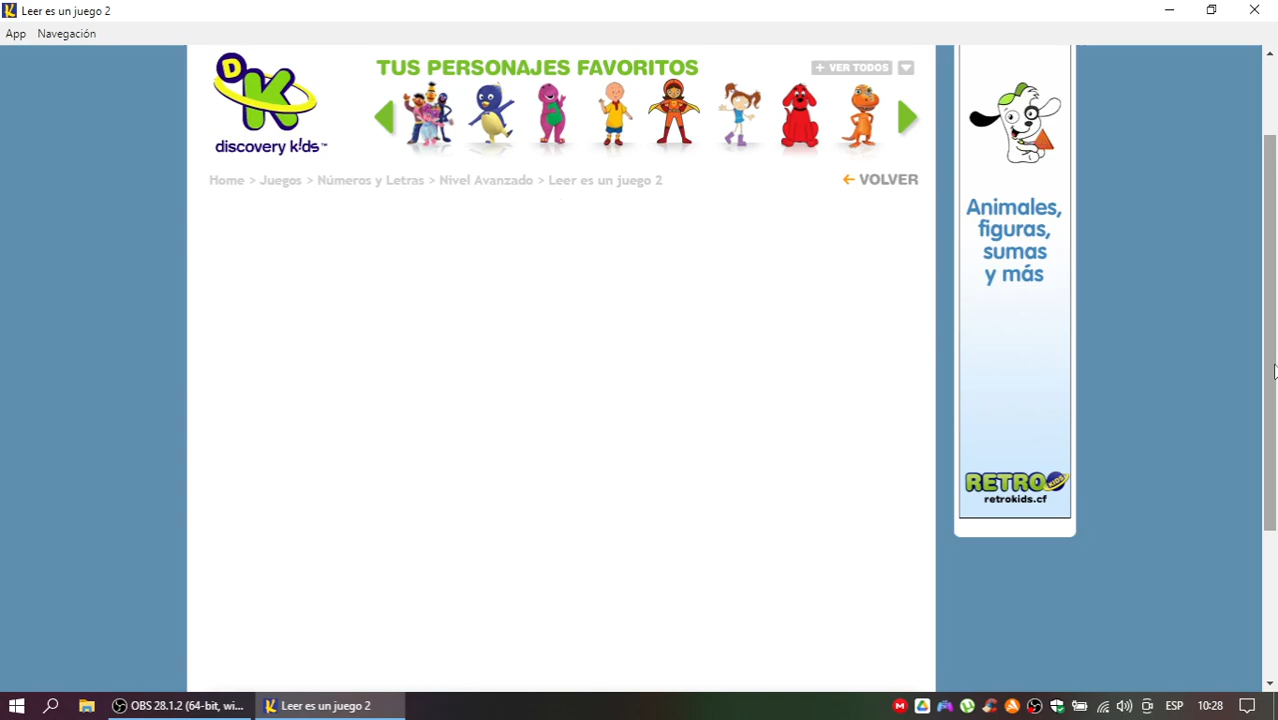 Leer es un juego 2
App Navegación
D
K
discovery k!ds™
TUS PERSONAJES FAVORITOS
+ VER TODOS
Home > Juegos > Números y Letras > Nivel Avanzado > Leer es un juego 2
VOLVER
Animales,
figuras,
sumas
y más
RETRO KIDS
retrokids.cf
OBS 28.1.2 (64-bit, wi...
Leer es un juego 2
ESP
10:28